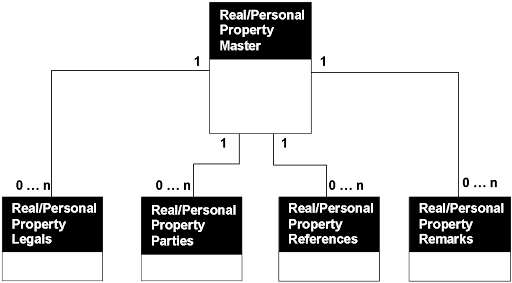 Real/Personal
Property
Master
1
1
1
1
0 ... n
0 ... n
0 ... n
0 ... n
Real/Personal
Property
Legals
Real/Personal
Property
Parties
Real/Personal
Property
References
Real/Personal
Property
Remarks